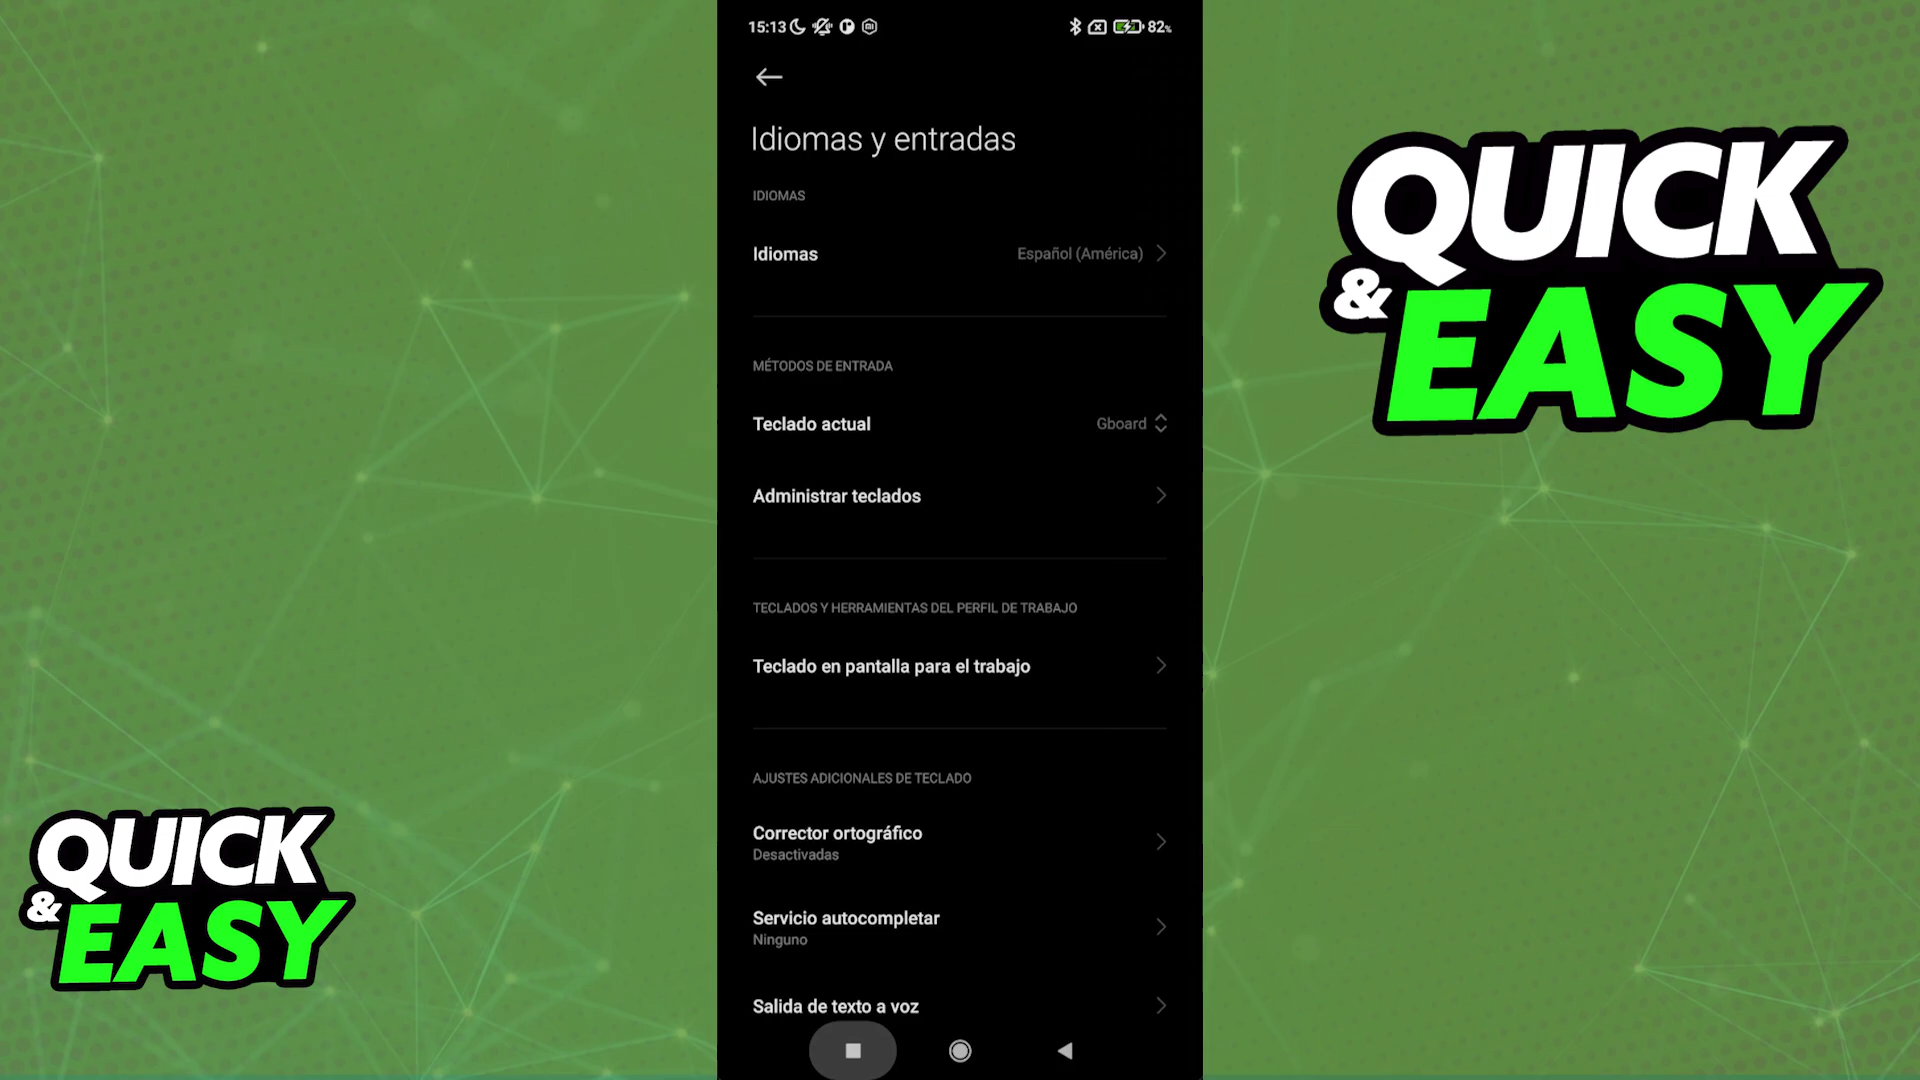 15:13 82%
Idiomas y entradas
IDIOMAS
Idiomas Español (América)
MÉTODOS DE ENTRADA
Teclado actual Gboard
Administrar teclados
TECLADOS Y HERRAMIENTAS DEL PERFIL DE TRABAJO
Teclado en pantalla para el trabajo
AJUSTES ADICIONALES DE TECLADO
Corrector ortográfico
Desactivadas
Servicio autocompletar
Ninguno
Salida de texto a voz
QUICK
& EASY
QUICK
& EASY